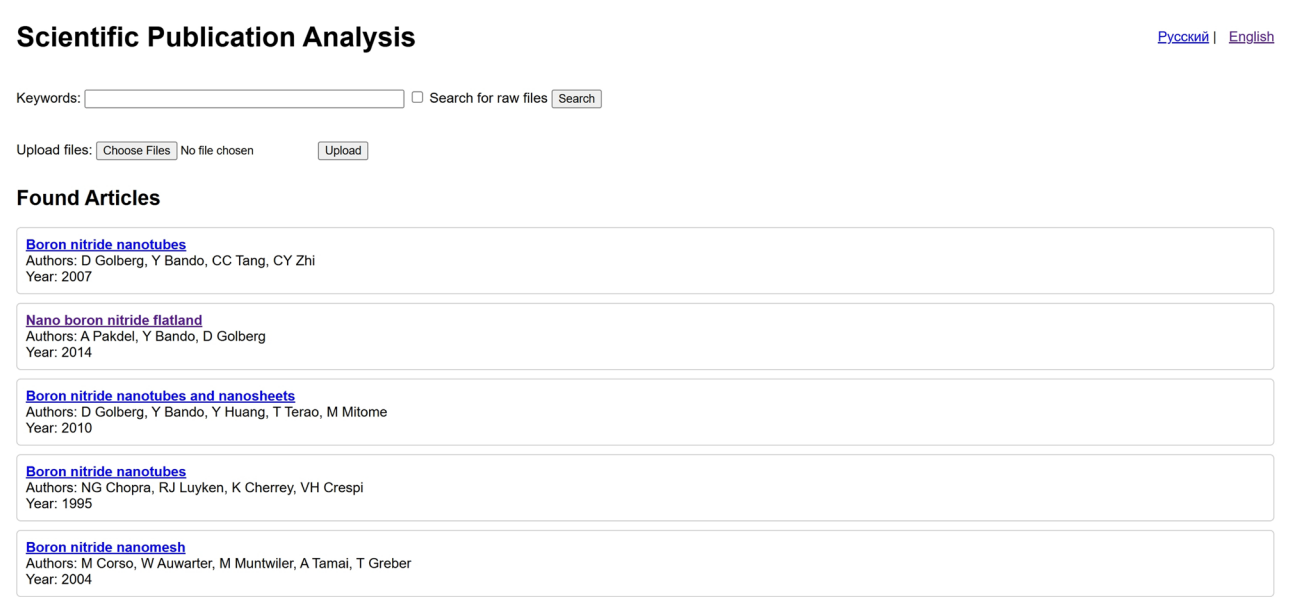 Scientific Publication Analysis
Русский | English
Keywords: Search for raw files Search
Upload files: Choose Files No file chosen Upload
Found Articles
Boron nitride nanotubes
Authors: D Golberg, Y Bando, CC Tang, CY Zhi
Year: 2007
Nano boron nitride flatland
Authors: A Pakdel, Y Bando, D Golberg
Year: 2014
Boron nitride nanotubes and nanosheets
Authors: D Golberg, Y Bando, Y Huang, T Terao, M Mitome
Year: 2010
Boron nitride nanotubes
Authors: NG Chopra, RJ Luyken, K Cherrey, VH Crespi
Year: 1995
Boron nitride nanomesh
Authors: M Corso, W Auwarter, M Muntwiler, A Tamai, T Greber
Year: 2004